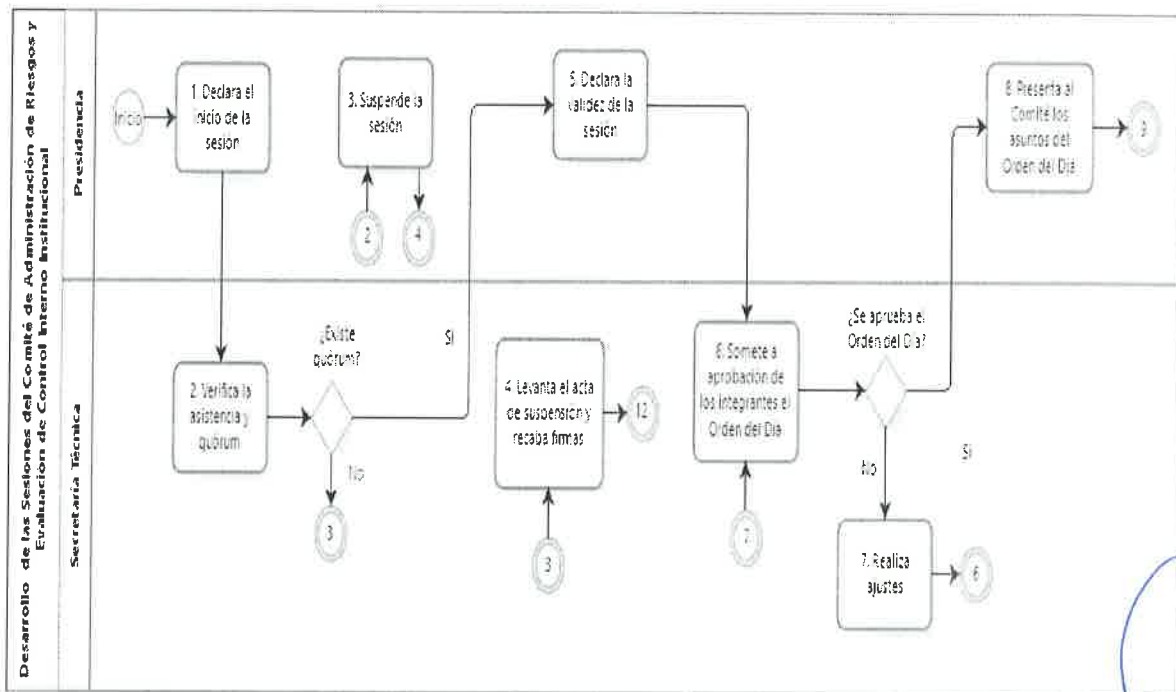 Desarrollo de las Sesiones del Comité de Administración de Riesgos y
Evaluación de Control Interno Institucional
Presidencia
Inicio
1. Declara el
inicio de la
sesión
3. Suspende la
sesión
2
4
5. Declara la
validez de la
sesión
8. Presenta al
Comité los
asuntos del
Orden del Día
9
Secretaría Técnica
2. Verifica la
asistencia y
quórum
¿Existe
quórum?
Si
No
3
4. Levanta el acta
de suspensión y
recaba firmas
12
3
6. Somete a
aprobación de
los integrantes el
Orden del Día
7
¿Se aprueba el
Orden del Día?
Si
No
7. Realiza
ajustes
6